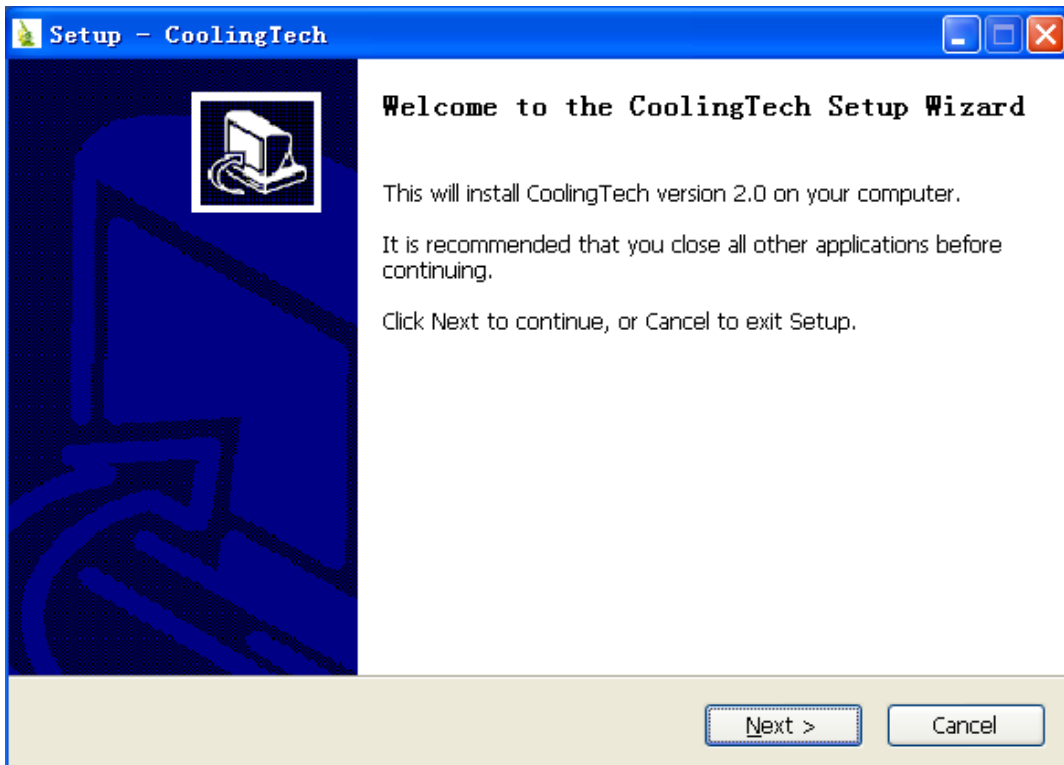 Setup - CoolingTech
Welcome to the CoolingTech Setup Wizard
This will install CoolingTech version 2.0 on your computer.
It is recommended that you close all other applications before
continuing.
Click Next to continue, or Cancel to exit Setup.
Next >
Cancel